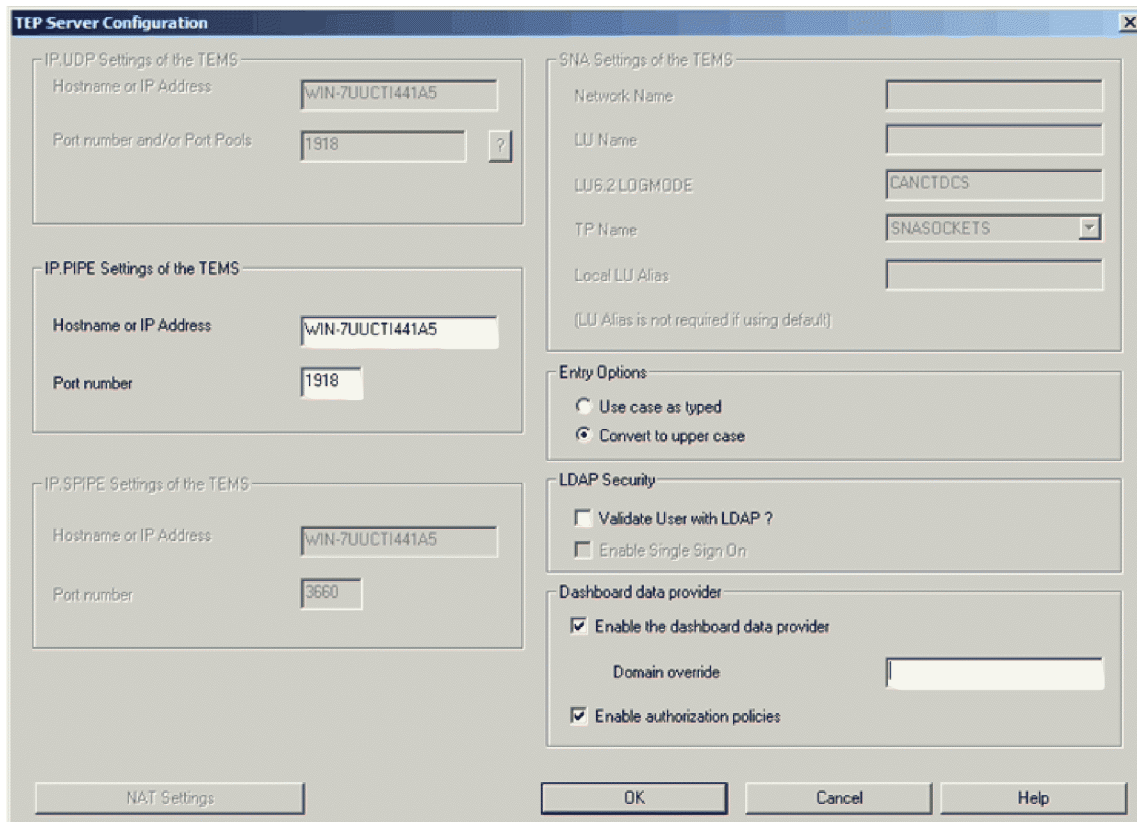 TEP Server Configuration
IP.UDP Settings of the TEMS
Hostname or IP Address
WIN-7UUCTI441A5
Port number and/or Port Pools
1918
?
IP.PIPE Settings of the TEMS
Hostname or IP Address
WIN-7UUCTI441A5
Port number
1918
IP.SPIPE Settings of the TEMS
Hostname or IP Address
WIN-7UUCTI441A5
Port number
3660
NAT Settings
SNA Settings of the TEMS
Network Name
LU Name
LU6.2 LOGMODE
CANCTDCS
TP Name
SNASOCKETS
Local LU Alias
(LU Alias is not required if using default)
Entry Options
Use case as typed
Convert to upper case
LDAP Security
Validate User with LDAP ?
Enable Single Sign On
Dashboard data provider
Enable the dashboard data provider
Domain override
Enable authorization policies
OK
Cancel
Help